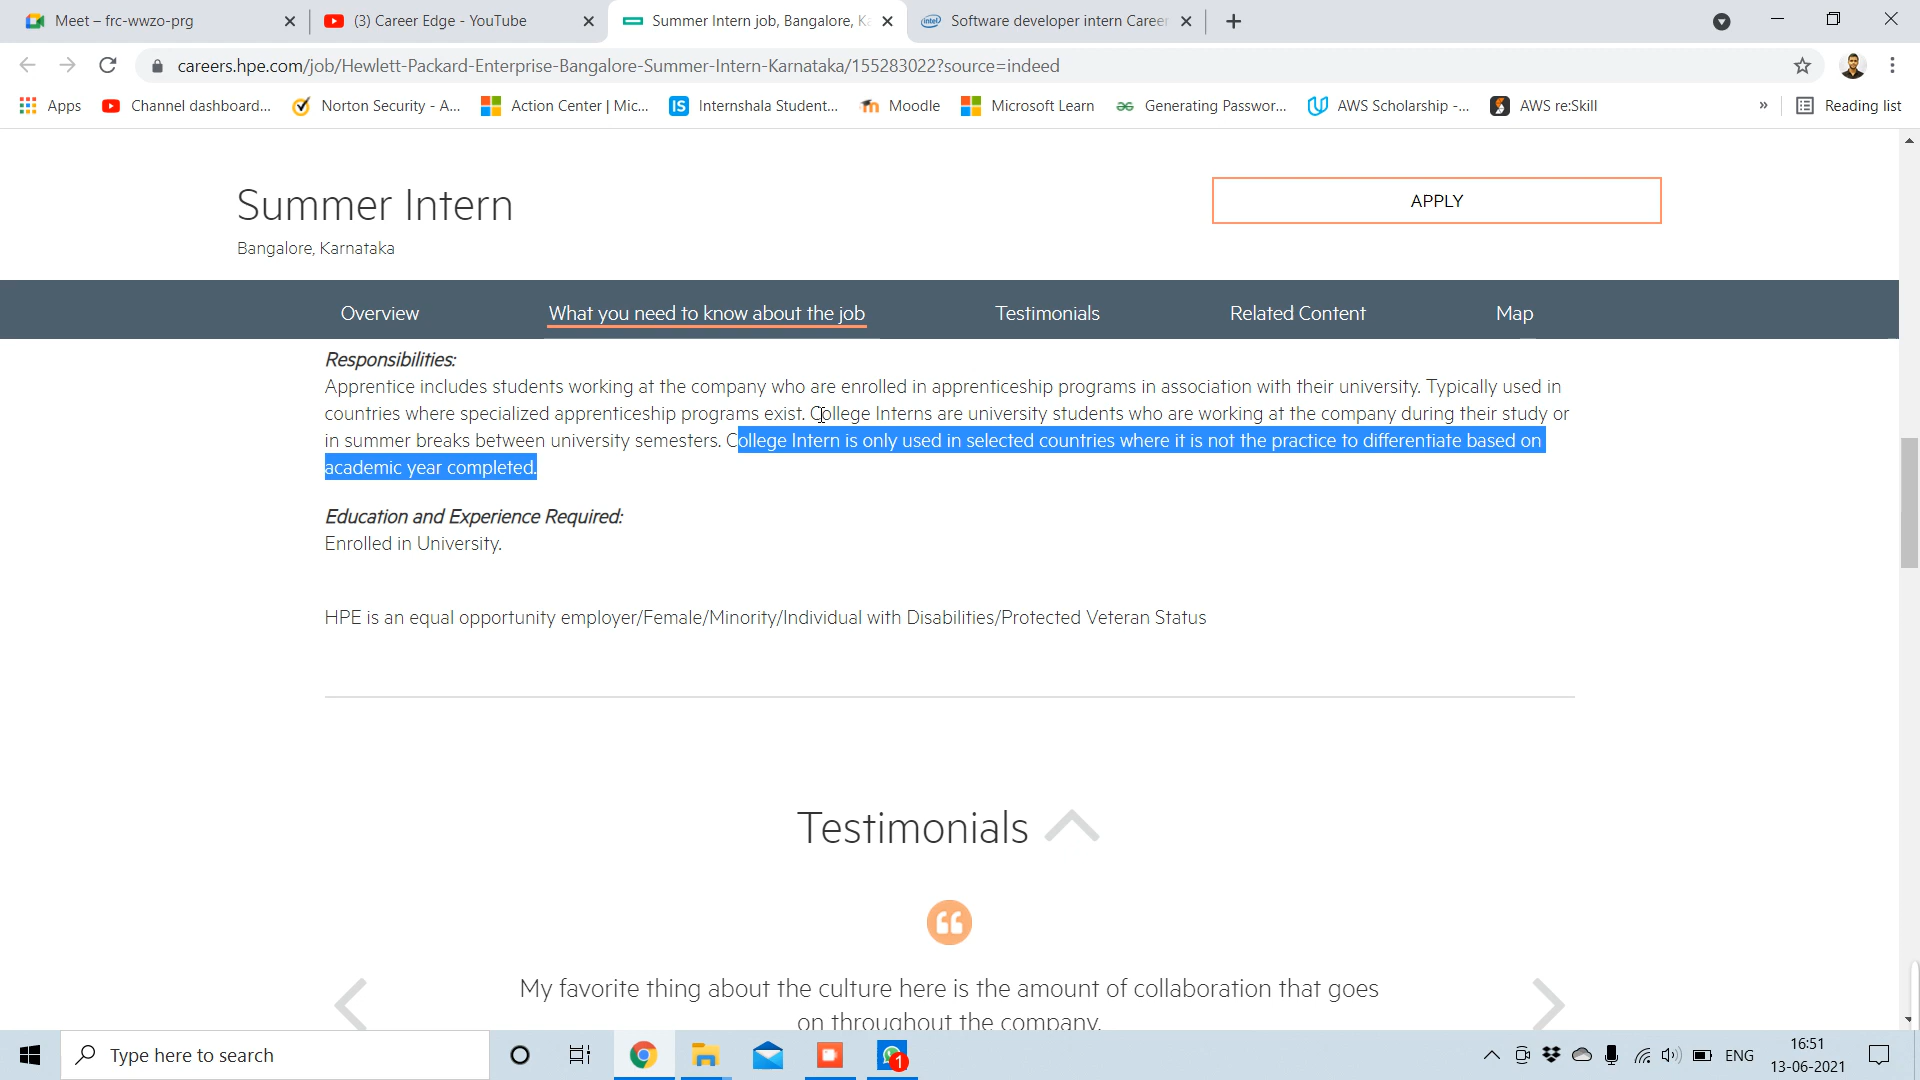 Meet – frc-wwzo-prg
(3) Career Edge - YouTube
Summer Intern job, Bangalore, Ka
Software developer intern Career
careers.hpe.com/job/Hewlett-Packard-Enterprise-Bangalore-Summer-Intern-Karnataka/155283022?source=indeed
Apps
Channel dashboard...
Norton Security - A...
Action Center | Mic...
IS
Internshala Student...
Moodle
Microsoft Learn
Generating Passwor...
AWS Scholarship -...
AWS re:Skill
»
Reading list
Summer Intern
APPLY
Bangalore, Karnataka
Overview
What you need to know about the job
Testimonials
Related Content
Map
Responsibilities:
Apprentice includes students working at the company who are enrolled in apprenticeship programs in association with their university. Typically used in
countries where specialized apprenticeship programs exist. College Interns are university students who are working at the company during their study or
in summer breaks between university semesters. College Intern is only used in selected countries where it is not the practice to differentiate based on
academic year completed.
Education and Experience Required:
Enrolled in University.
HPE is an equal opportunity employer/Female/Minority/Individual with Disabilities/Protected Veteran Status
Testimonials
My favorite thing about the culture here is the amount of collaboration that goes
on throughout the company.
Type here to search
1
ENG
16:51
13-06-2021